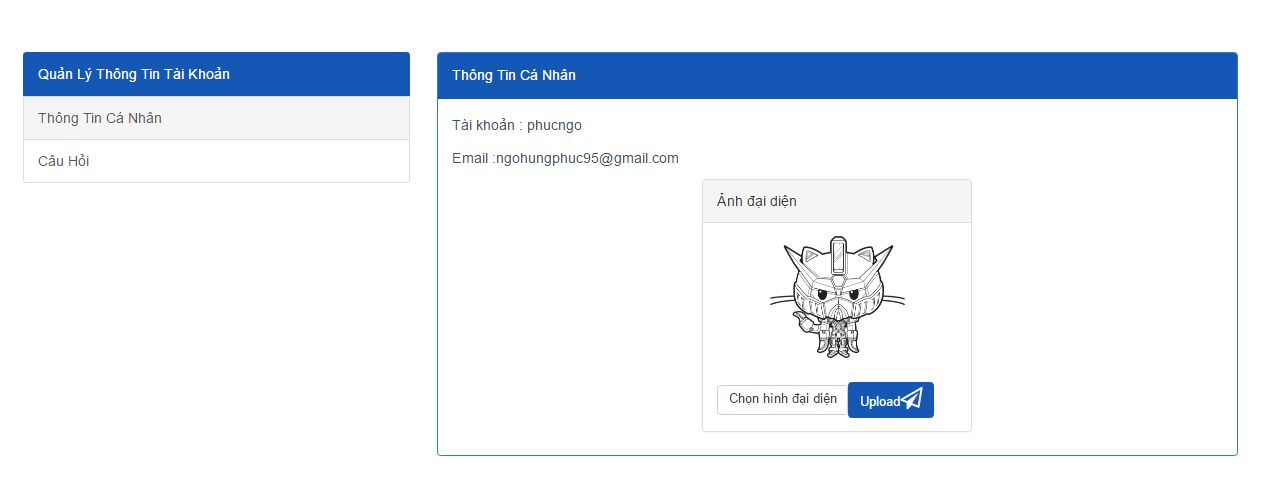 Quản Lý Thông Tin Tài Khoản
Thông Tin Cá Nhân
Câu Hỏi
Thông Tin Cá Nhân
Tài khoản : phucngo
Email :ngohungphuc95@gmail.com
Ảnh đại diện
Chọn hình đại diện
Upload